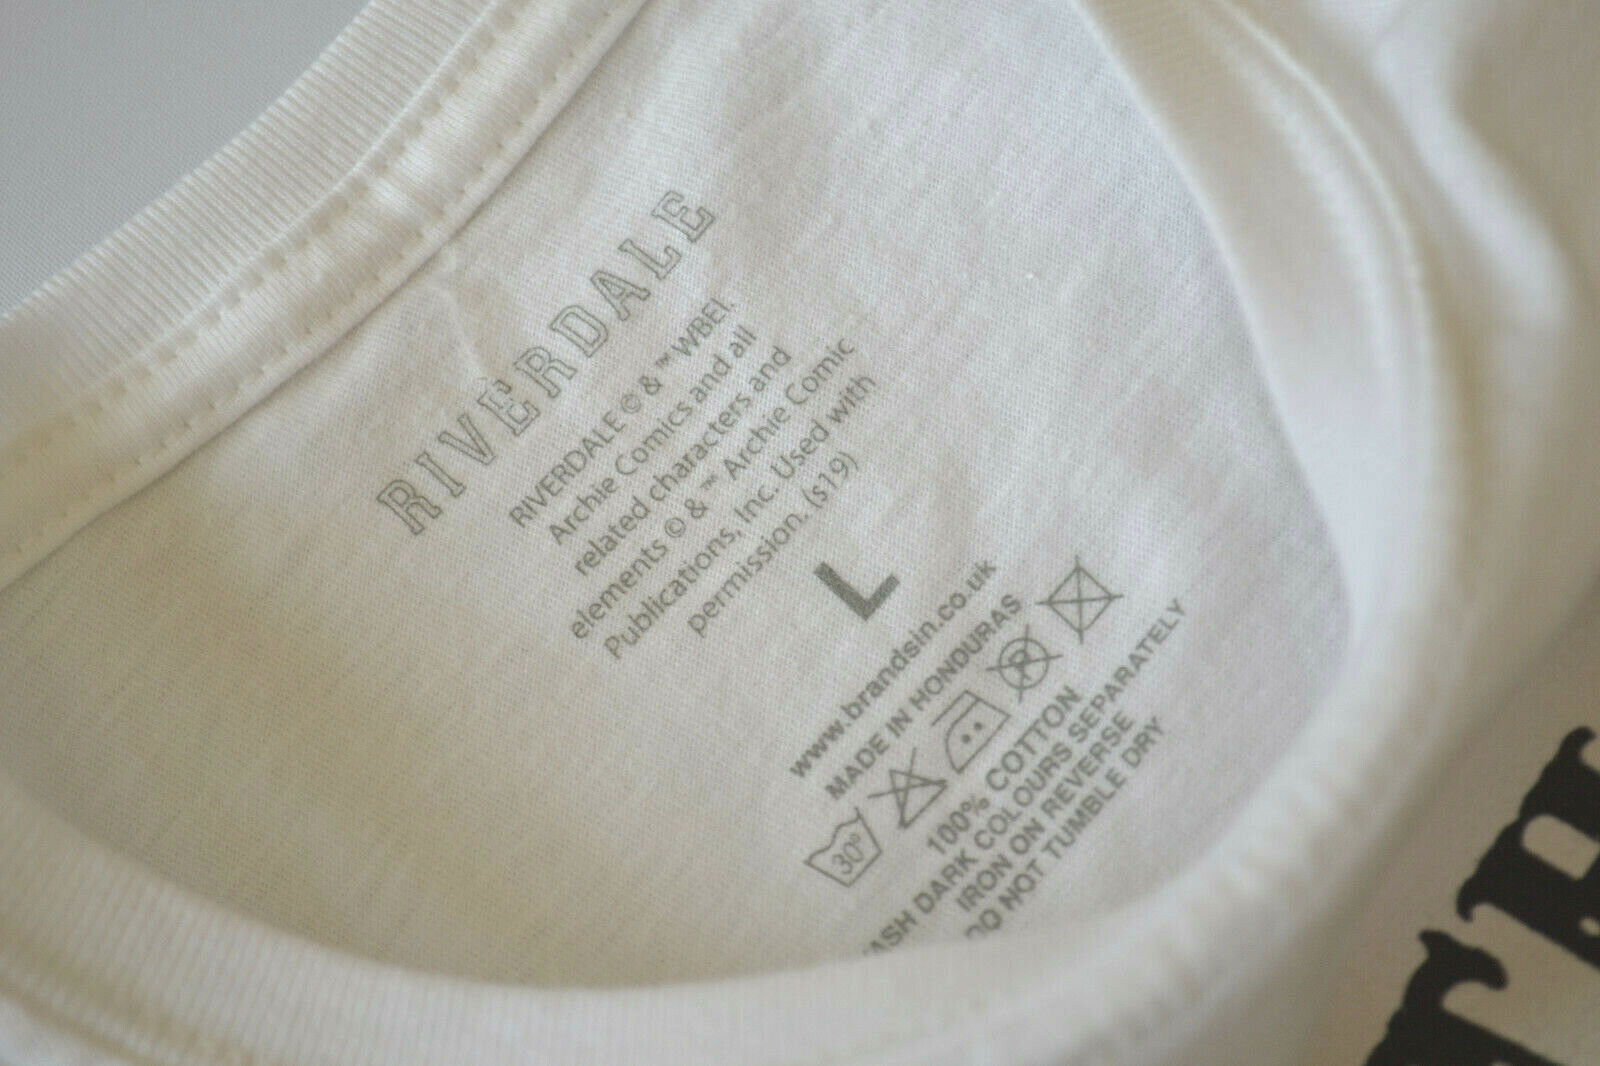 RIVERDALE
RIVERDALE © & ™ WBEI.
Archie Comics and all
related characters and
elements © & ™ Archie Comic
Publications, Inc. Used with
permission. (s19)
L
www.brandsin.co.uk
MADE IN HONDURAS
30°
100% COTTON
ASH DARK COLOURS SEPARATELY
IRON ON REVERSE
DO NOT TUMBLE DRY